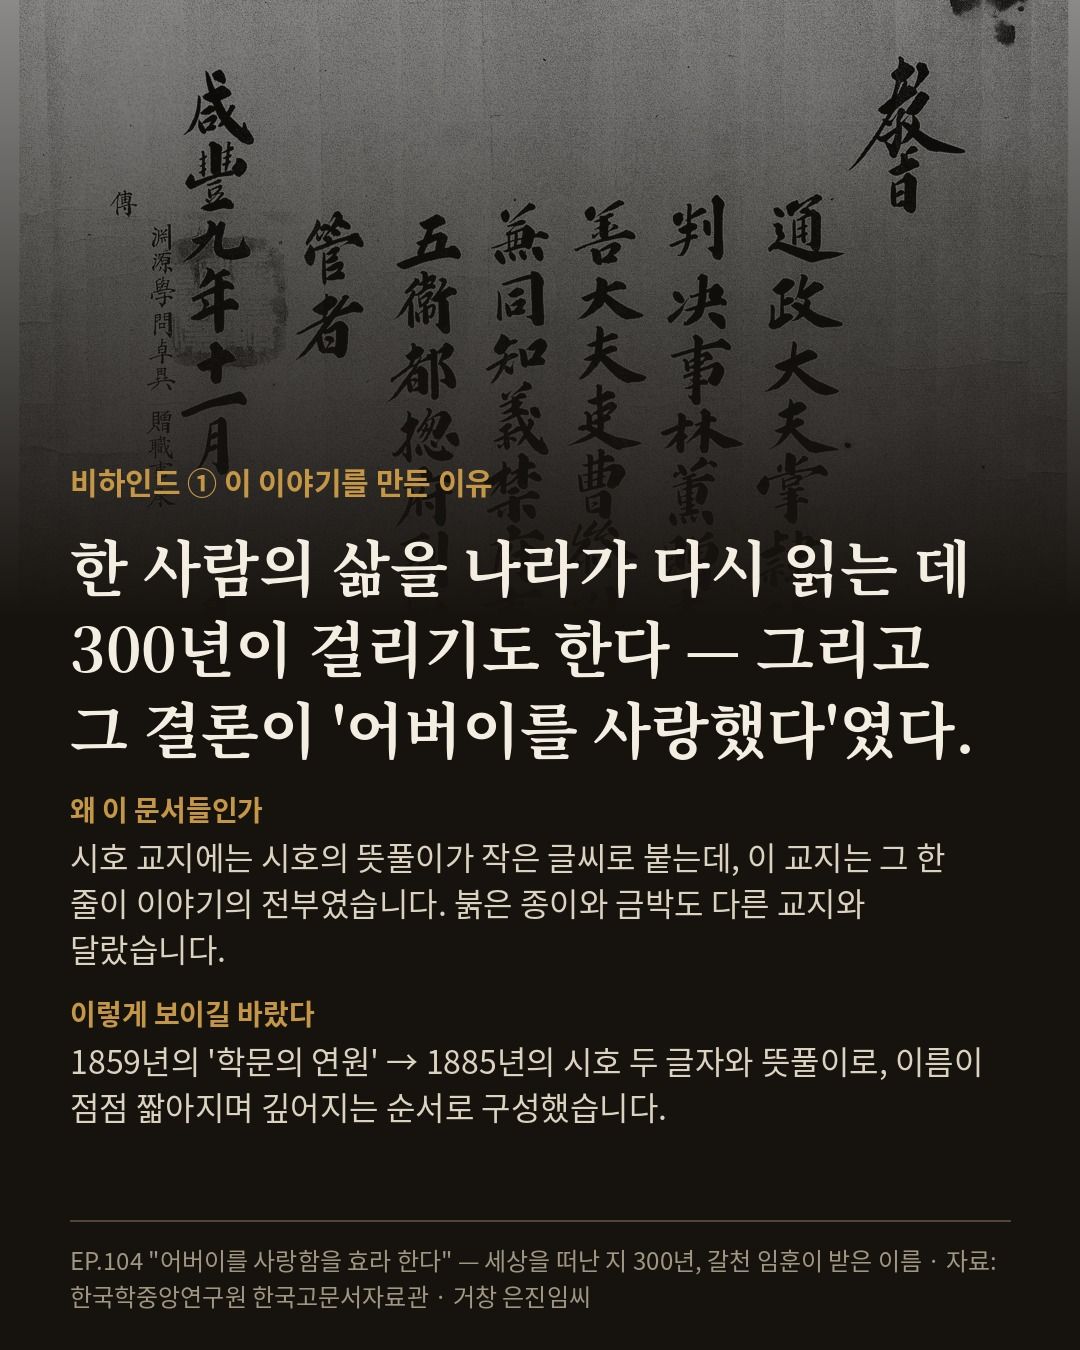 教旨
通政大夫掌隷
判决事林薰贈
善大夫吏曹參
兼同知義禁府
五衛都摠府副
管者
咸豐九年十一月
傳
淵源學問卓異 贈職事
비하인드 ① 이 이야기를 만든 이유
한 사람의 삶을 나라가 다시 읽는 데
300년이 걸리기도 한다 — 그리고
그 결론이 '어버이를 사랑했다'였다.
왜 이 문서들인가
시호 교지에는 시호의 뜻풀이가 작은 글씨로 붙는데, 이 교지는 그 한
줄이 이야기의 전부였습니다. 붉은 종이와 금박도 다른 교지와
달랐습니다.
이렇게 보이길 바랐다
1859년의 '학문의 연원' → 1885년의 시호 두 글자와 뜻풀이로, 이름이
점점 짧아지며 깊어지는 순서로 구성했습니다.
EP.104 "어버이를 사랑함을 효라 한다" — 세상을 떠난 지 300년, 갈천 임훈이 받은 이름 · 자료:
한국학중앙연구원 한국고문서자료관 · 거창 은진임씨